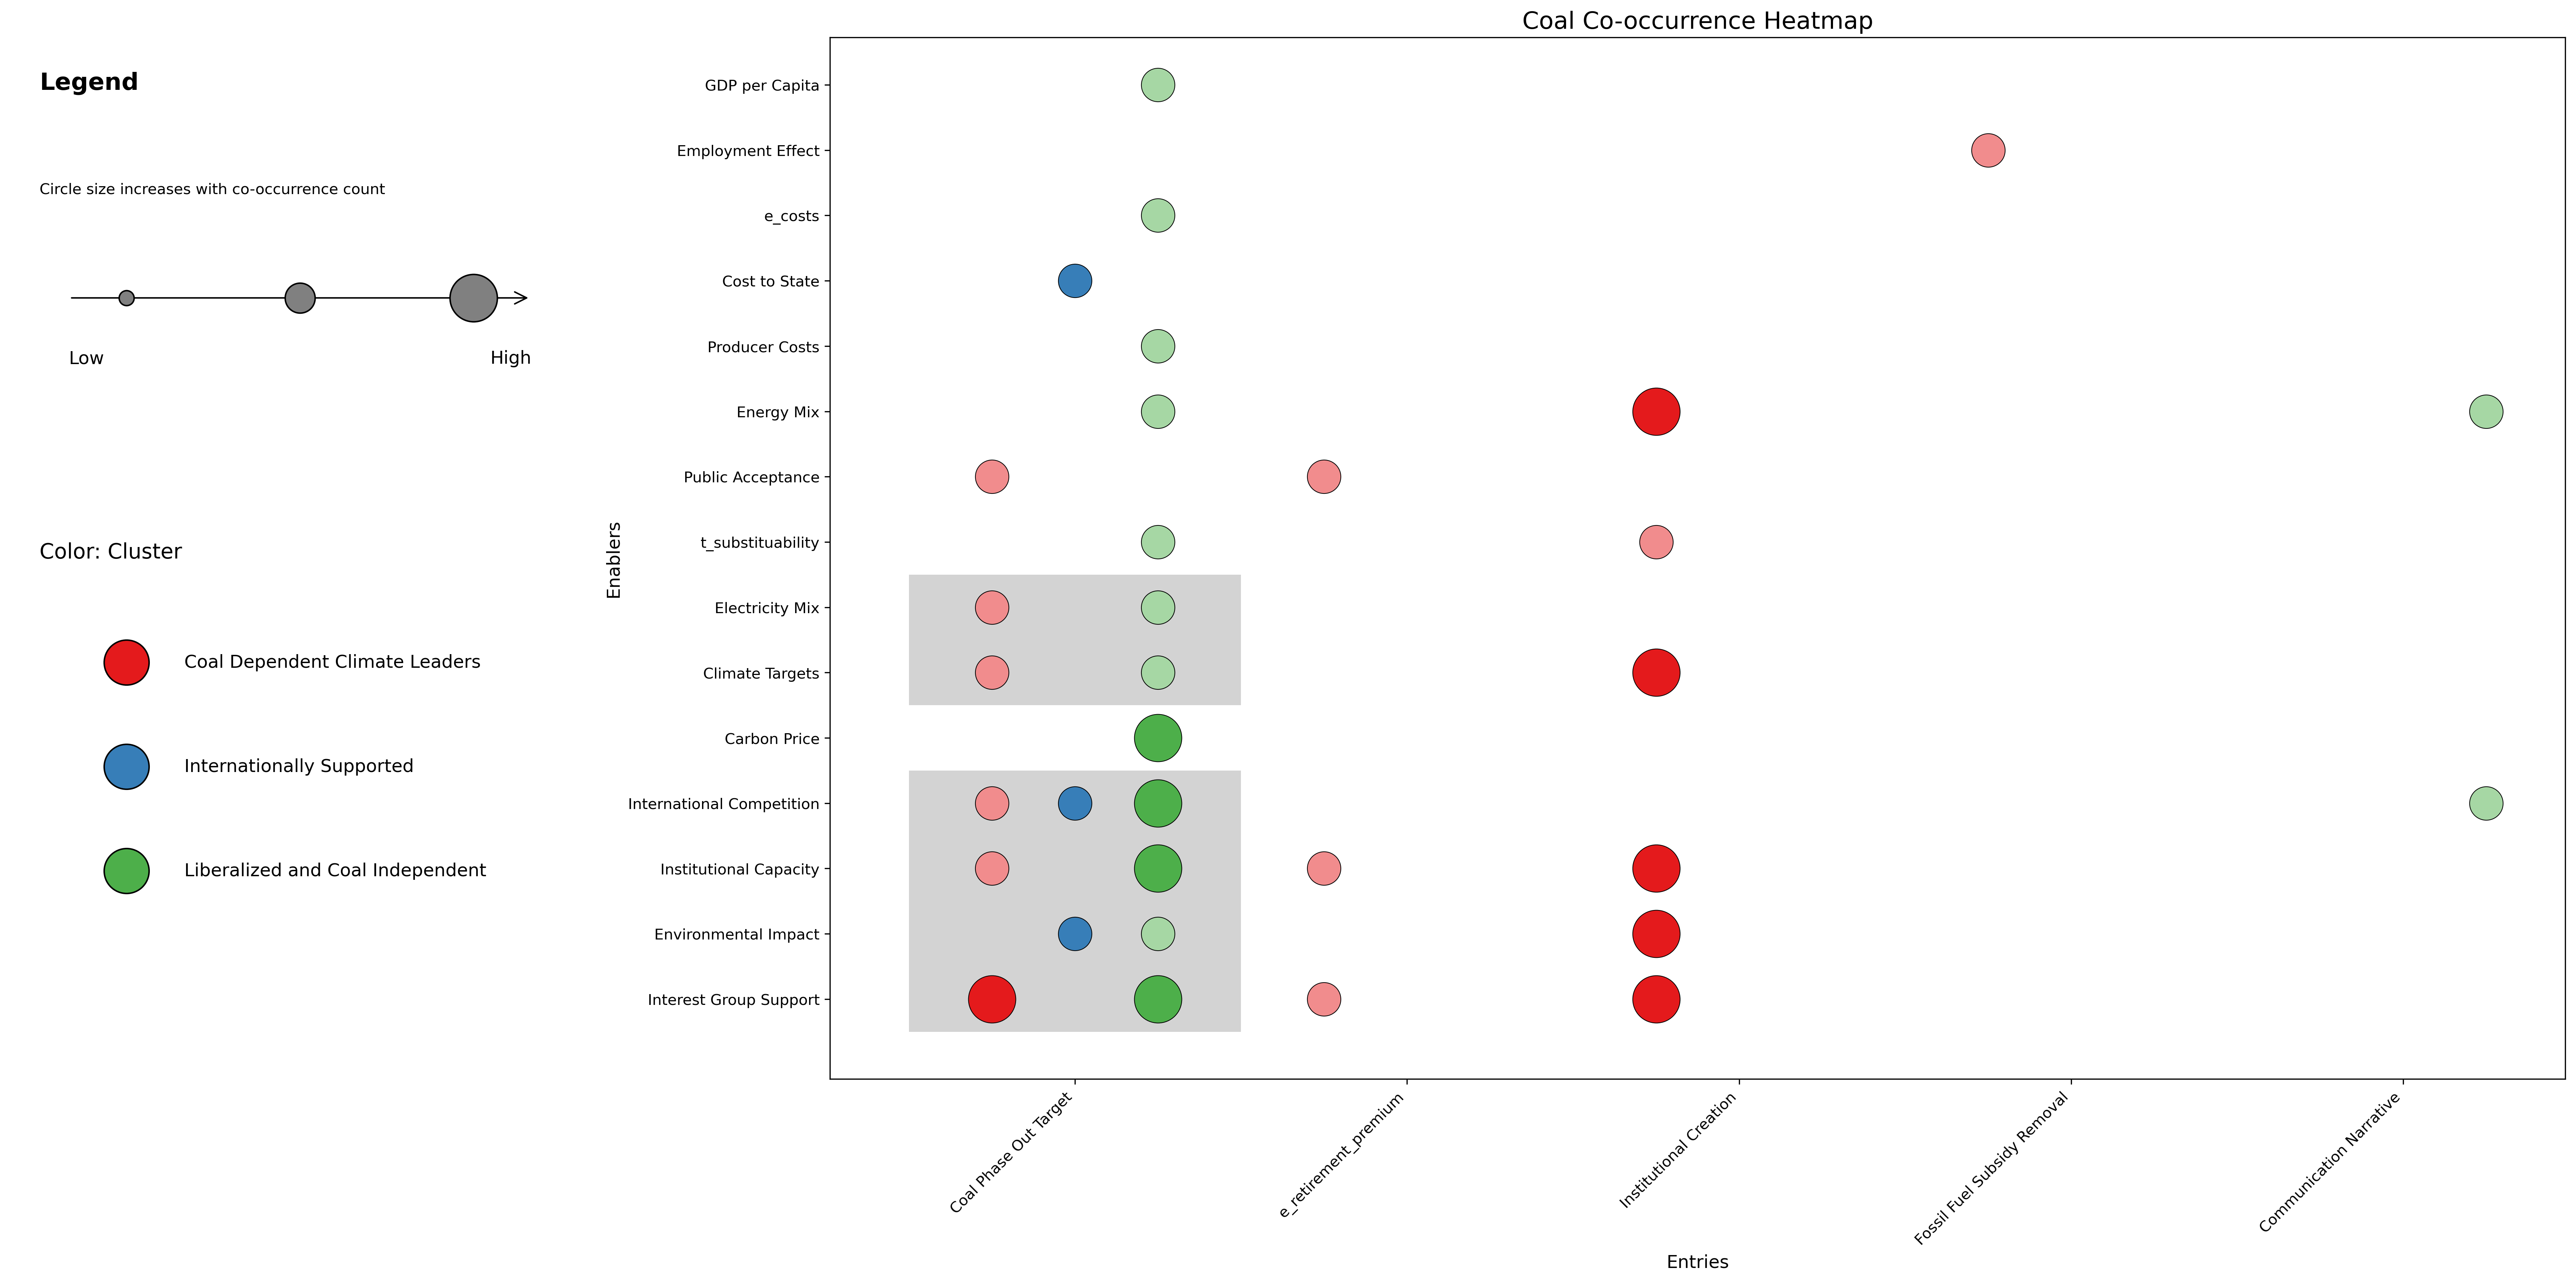 Coal Co-occurrence Heatmap
Legend
Circle size increases with co-occurrence count
Low
High
Color: Cluster
Coal Dependent Climate Leaders
Internationally Supported
Liberalized and Coal Independent
Enablers
GDP per Capita
Employment Effect
e_costs
Cost to State
Producer Costs
Energy Mix
Public Acceptance
t_substituability
Electricity Mix
Climate Targets
Carbon Price
International Competition
Institutional Capacity
Environmental Impact
Interest Group Support
Coal Phase Out Target
e_retirement_premium
Institutional Creation
Fossil Fuel Subsidy Removal
Communication Narrative
Entries